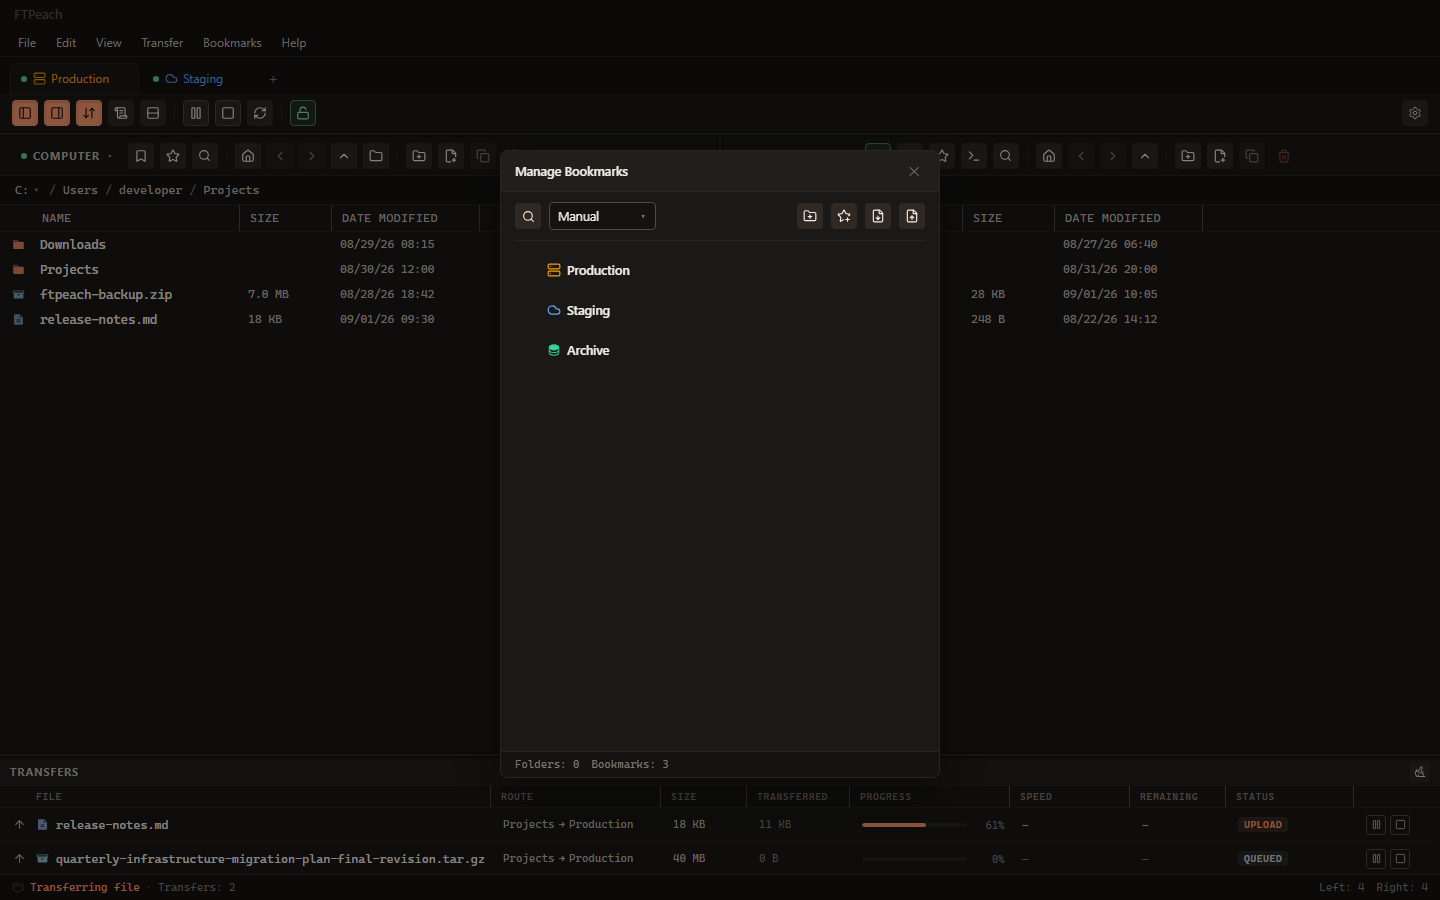 FTPeach
File Edit View Transfer Bookmarks Help
Production Staging +
COMPUTER
C: / Users / developer / Projects
NAME SIZE DATE MODIFIED
Downloads 08/29/26 08:15
Projects 08/30/26 12:00
ftpeach-backup.zip 7.0 MB 08/28/26 18:42
release-notes.md 18 KB 09/01/26 09:30
Manage Bookmarks
Manual
Production
Staging
Archive
Folders: 0 Bookmarks: 3
SIZE DATE MODIFIED
08/27/26 06:40
08/31/26 20:00
28 KB 09/01/26 10:05
248 B 08/22/26 14:12
TRANSFERS
FILE ROUTE SIZE TRANSFERRED PROGRESS SPEED REMAINING STATUS
release-notes.md Projects → Production 18 KB 11 KB 61% — — UPLOAD
quarterly-infrastructure-migration-plan-final-revision.tar.gz Projects → Production 40 MB 0 B 0% — — QUEUED
Transferring file · Transfers: 2 Left: 4 Right: 4